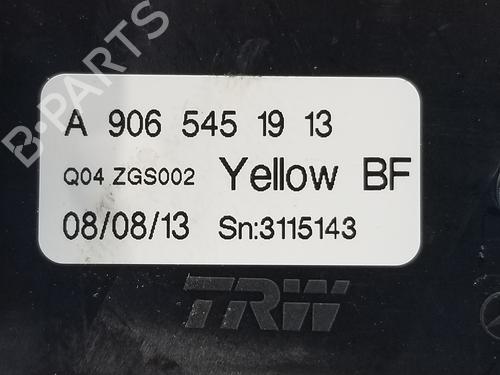 B-PARTS
A 906 545 19 13
Q04 ZGS002 Yellow BF
08/08/13 Sn:3115143
TRW